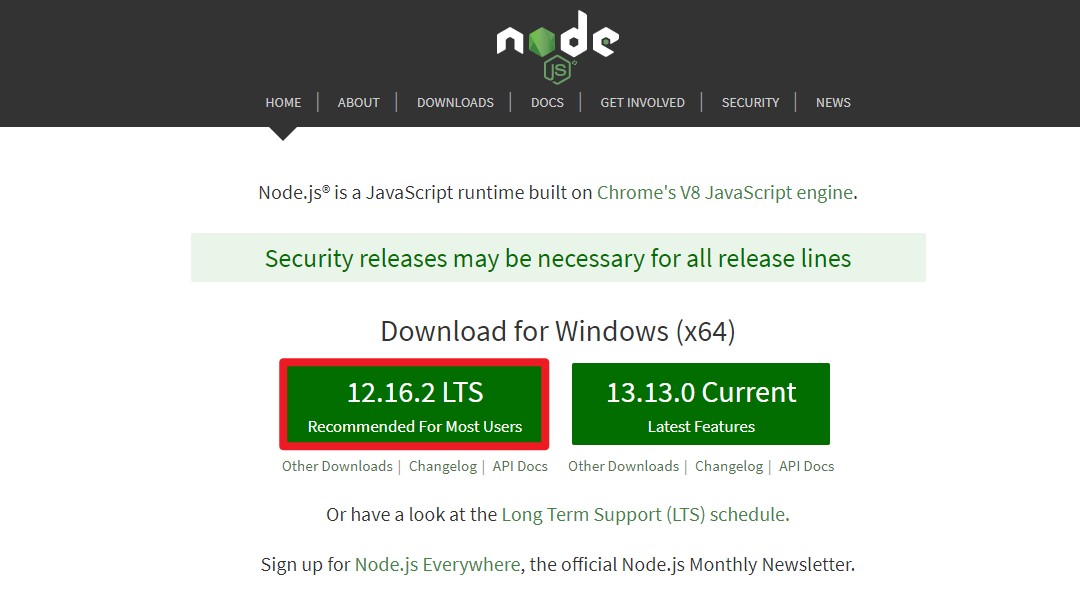 node
JS
HOME ABOUT DOWNLOADS DOCS GET INVOLVED SECURITY NEWS
Node.js® is a JavaScript runtime built on Chrome's V8 JavaScript engine.
Security releases may be necessary for all release lines
Download for Windows (x64)
12.16.2 LTS
Recommended For Most Users
13.13.0 Current
Latest Features
Other Downloads | Changelog | API Docs
Other Downloads | Changelog | API Docs
Or have a look at the Long Term Support (LTS) schedule.
Sign up for Node.js Everywhere, the official Node.js Monthly Newsletter.